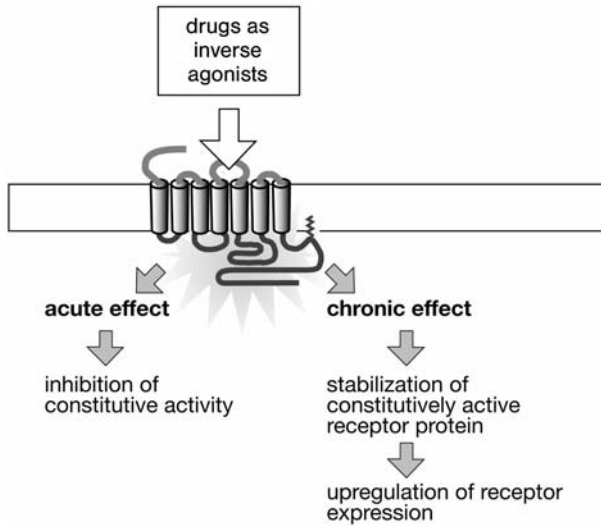 drugs as
inverse
agonists
acute effect
inhibition of
constitutive activity
chronic effect
stabilization of
constitutively active
receptor protein
upregulation of receptor
expression